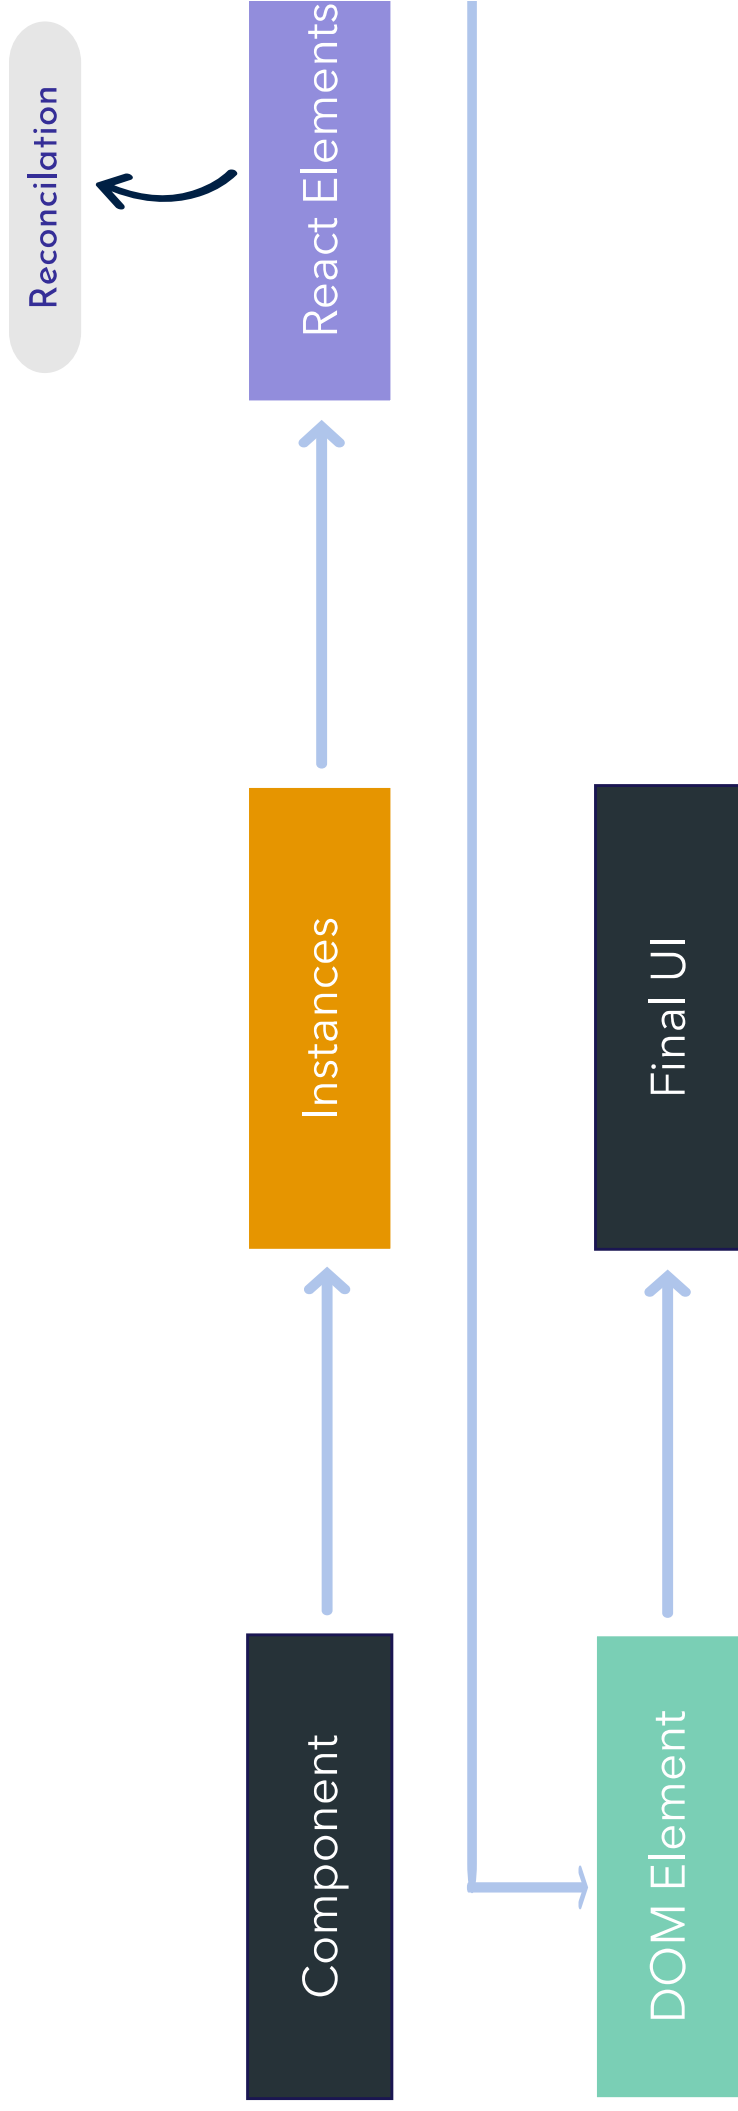 Reconcilation
Component
Instances
React Elements
DOM Element
Final UI